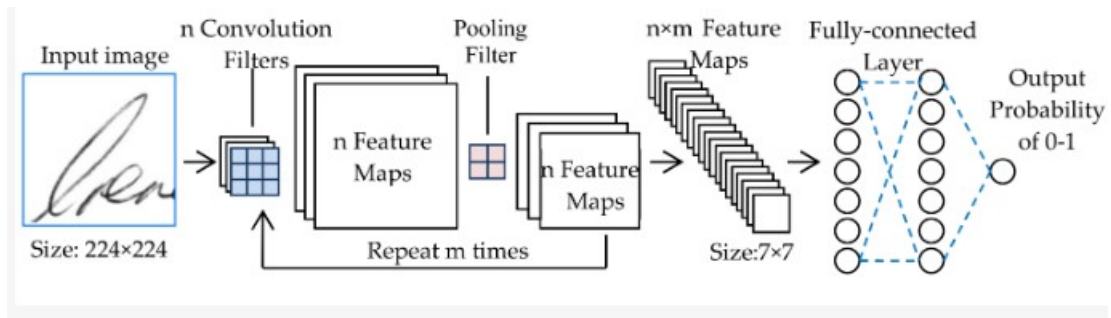 Input image
Size: 224×224
n Convolution
Filters
n Feature
Maps
Repeat m times
Pooling
Filter
n Feature
Maps
n×m Feature
Maps
Size:7×7
Fully-connected
Layer
Output
Probability
of 0-1